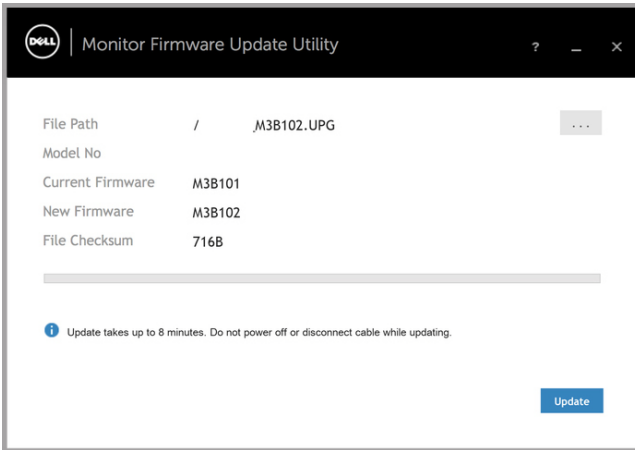 DELL Monitor Firmware Update Utility ? _ ×
File Path / M3B102.UPG ...
Model No
Current Firmware M3B101
New Firmware M3B102
File Checksum 716B
i Update takes up to 8 minutes. Do not power off or disconnect cable while updating.
Update